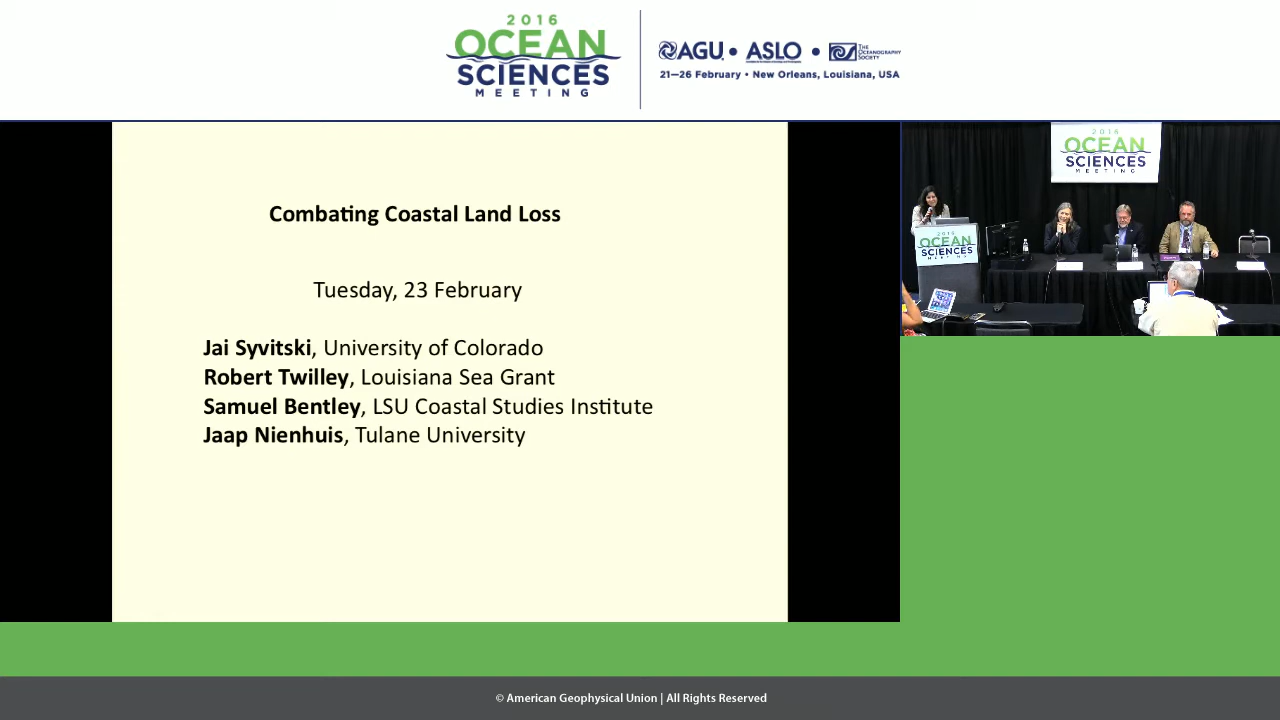 2016
OCEAN
SCIENCES
MEETING
AGU • ASLO • THE OCEANOGRAPHY SOCIETY
21—26 February • New Orleans, Louisiana, USA
Combating Coastal Land Loss
Tuesday, 23 February
Jai Syvitski, University of Colorado
Robert Twilley, Louisiana Sea Grant
Samuel Bentley, LSU Coastal Studies Institute
Jaap Nienhuis, Tulane University
2016
OCEAN
SCIENCES
MEETING
2016
OCEAN
SCIENCES
MEETING
© American Geophysical Union | All Rights Reserved